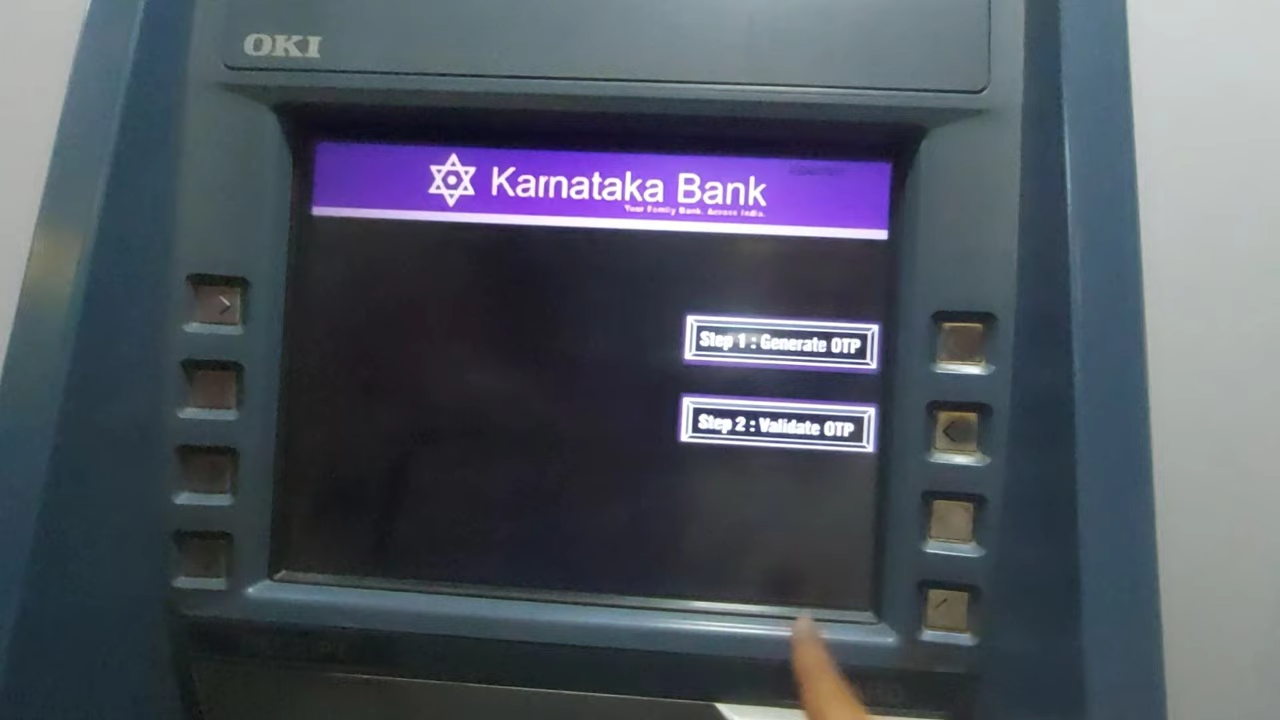 OKI
Karnataka Bank
Your Family Bank. Across India.
Step 1 : Generate OTP
Step 2 : Validate OTP